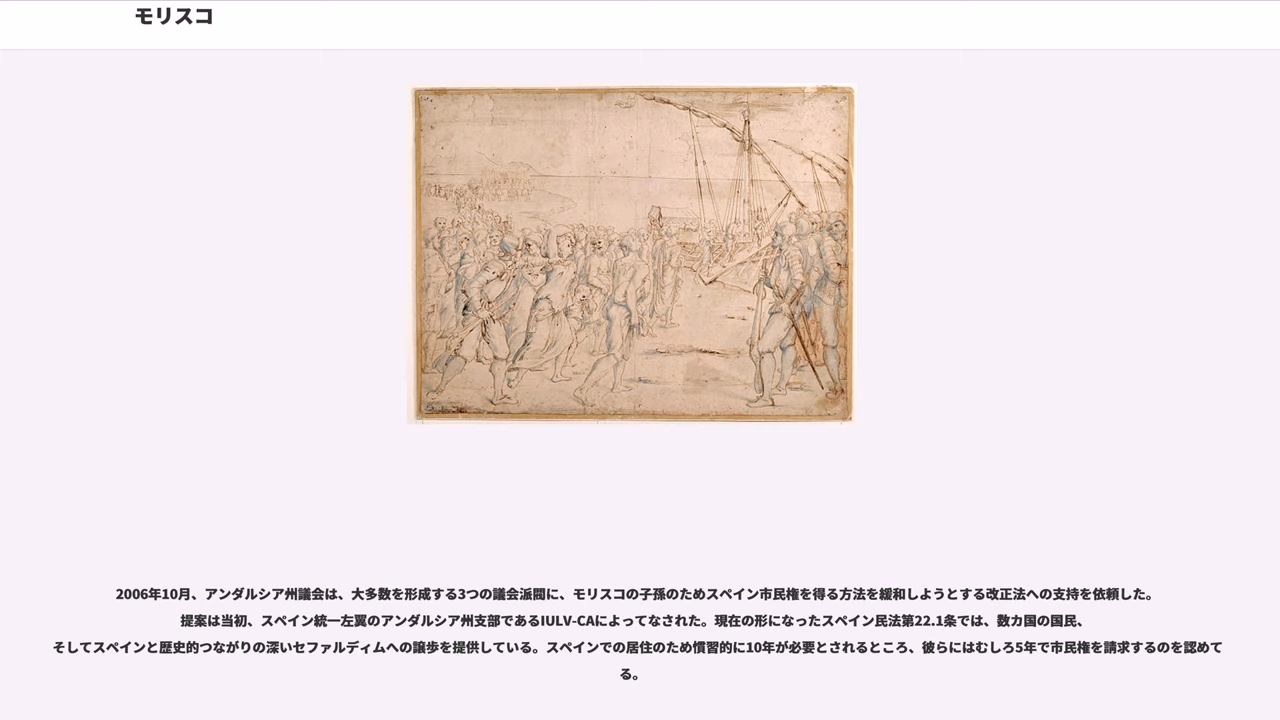 モリスコ
2006年10月、アンダルシア州議会は、大多数を形成する3つの議会派閥に、モリスコの子孫のためスペイン市民権を得る方法を緩和しようとする改正法への支持を依頼した。
提案は当初、スペイン統一左翼のアンダルシア州支部であるIULV-CAによってなされた。現在の形になったスペイン民法第22.1条では、数カ国の国民、
そしてスペインと歴史的つながりの深いセファルディムへの譲歩を提供している。スペインでの居住のため慣習的に10年が必要とされるところ、彼らにはむしろ5年で市民権を請求するのを認めて
る。